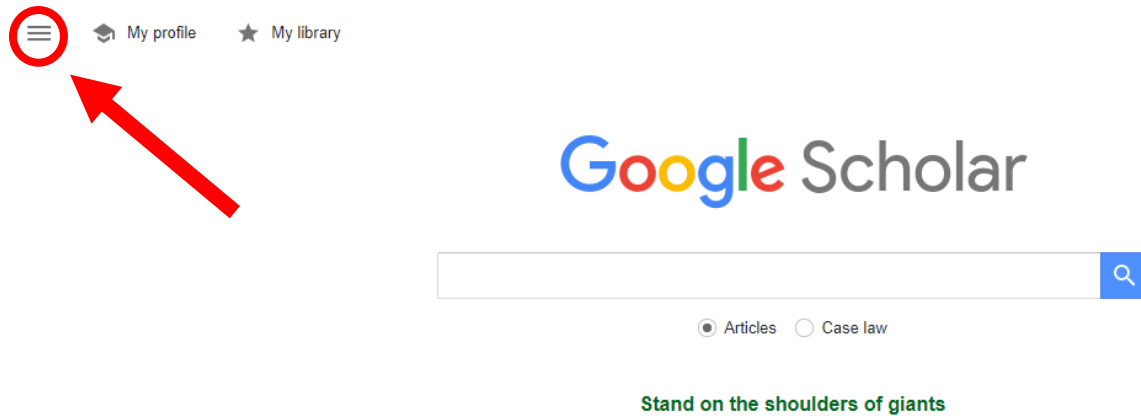 My profile My library
Google Scholar
Articles Case law
Stand on the shoulders of giants